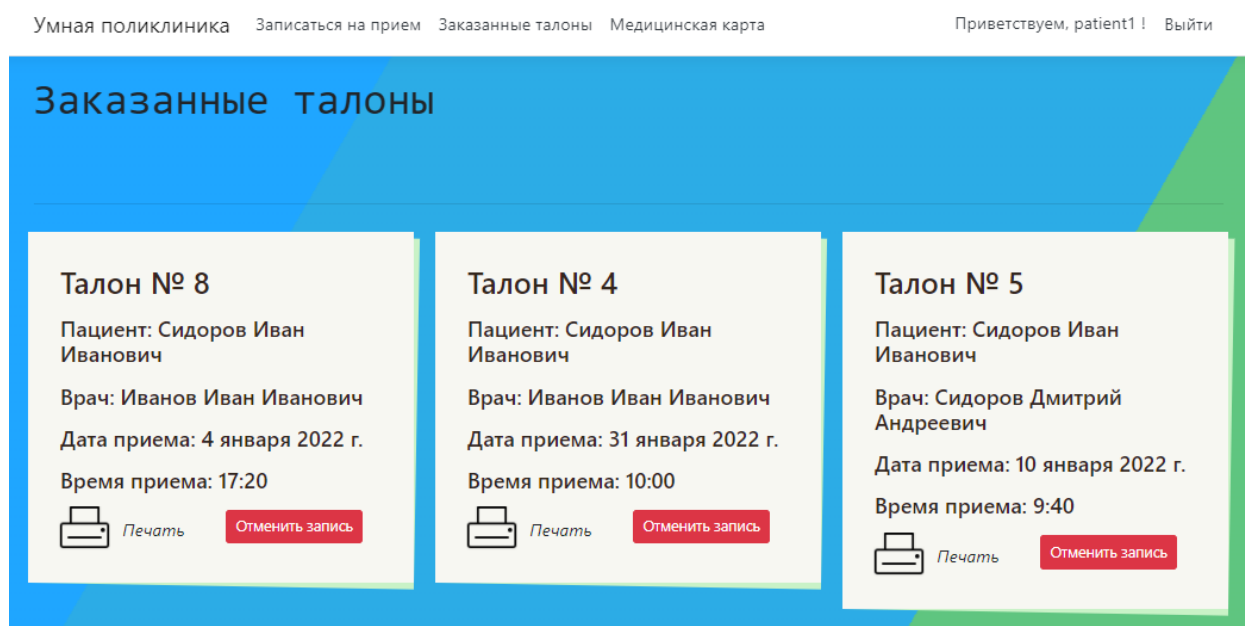 Умная поликлиника Записаться на прием Заказанные талоны Медицинская карта Приветствуем, patient1 ! Выйти
Заказанные талоны
Талон № 8
Пациент: Сидоров Иван
Иванович
Врач: Иванов Иван Иванович
Дата приема: 4 января 2022 г.
Время приема: 17:20
Печать Отменить запись
Талон № 4
Пациент: Сидоров Иван
Иванович
Врач: Иванов Иван Иванович
Дата приема: 31 января 2022 г.
Время приема: 10:00
Печать Отменить запись
Талон № 5
Пациент: Сидоров Иван
Иванович
Врач: Сидоров Дмитрий
Андреевич
Дата приема: 10 января 2022 г.
Время приема: 9:40
Печать Отменить запись